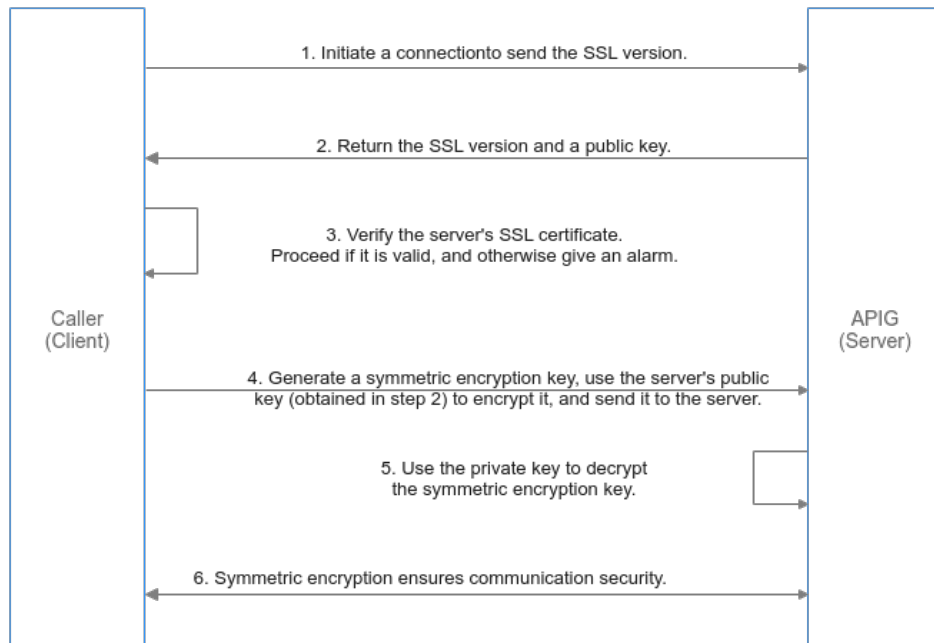 1. Initiate a connectionto send the SSL version.
2. Return the SSL version and a public key.
3. Verify the server's SSL certificate.
Proceed if it is valid, and otherwise give an alarm.
Caller
(Client)
APIG
(Server)
4. Generate a symmetric encryption key, use the server's public
key (obtained in step 2) to encrypt it, and send it to the server.
5. Use the private key to decrypt
the symmetric encryption key.
6. Symmetric encryption ensures communication security.